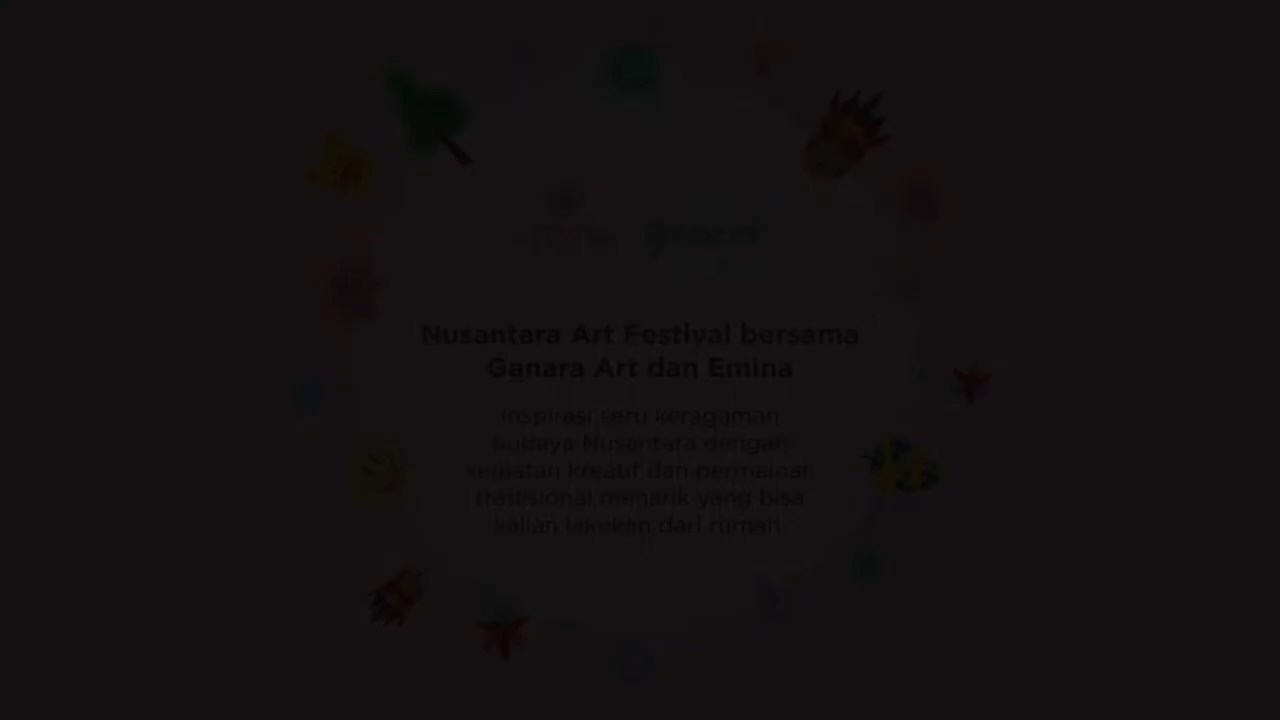 Nusantara Art Festival bersama
Ganara Art dan Emina
Inspirasi seru keragaman
budaya Nusantara dengan
kegiatan kreatif dan permainan
tradisional menarik yang bisa
kalian lakukan dari rumah